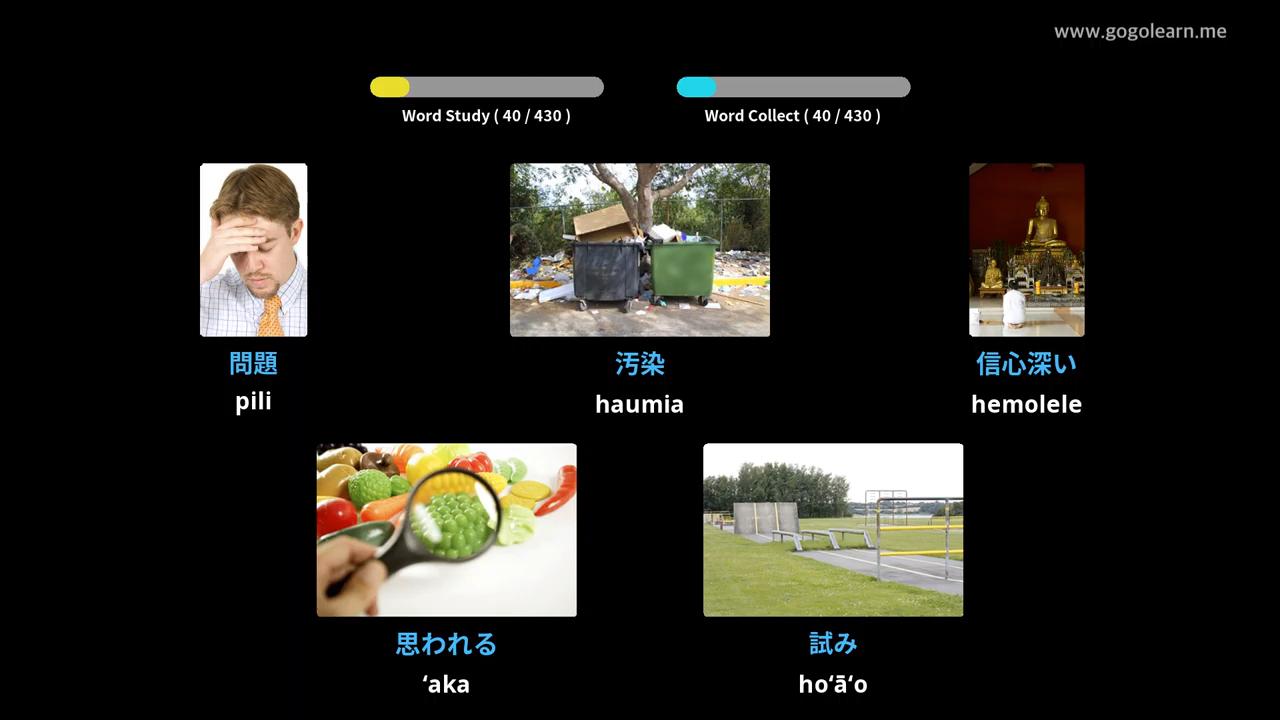 www.gogolearn.me
Word Study ( 40 / 430 )
Word Collect ( 40 / 430 )
問題
pili
汚染
haumia
信心深い
hemolele
思われる
ʻaka
試み
hoʻāʻo